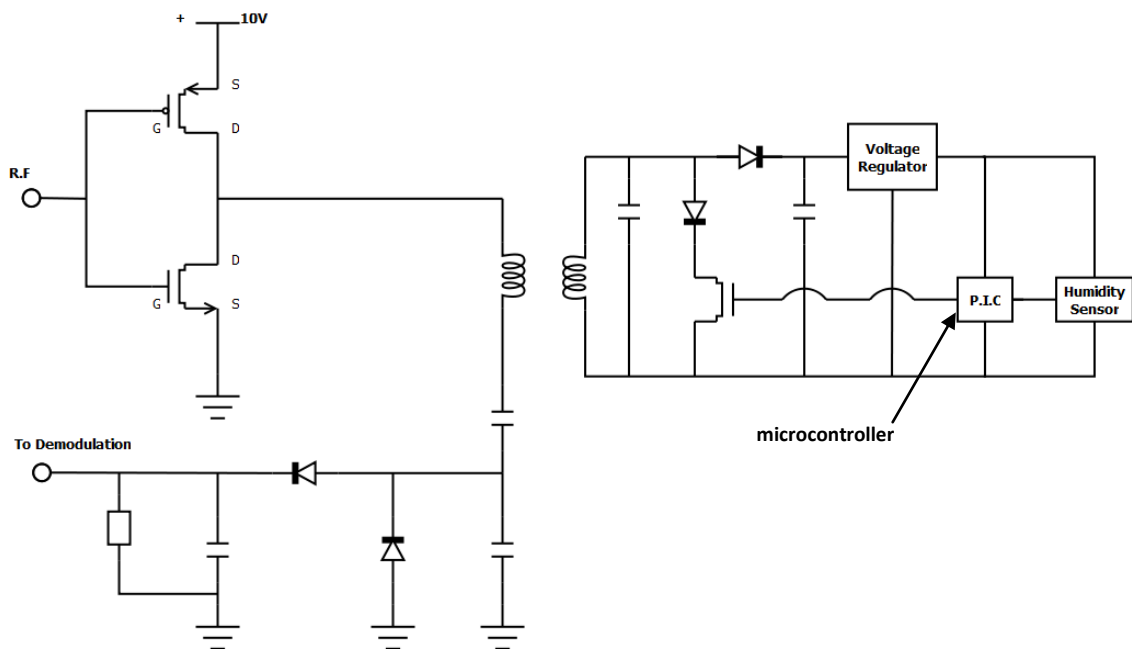 + 10V
S
G D
R.F
D
G S
To Demodulation
Voltage
Regulator
P.I.C
Humidity
Sensor
microcontroller